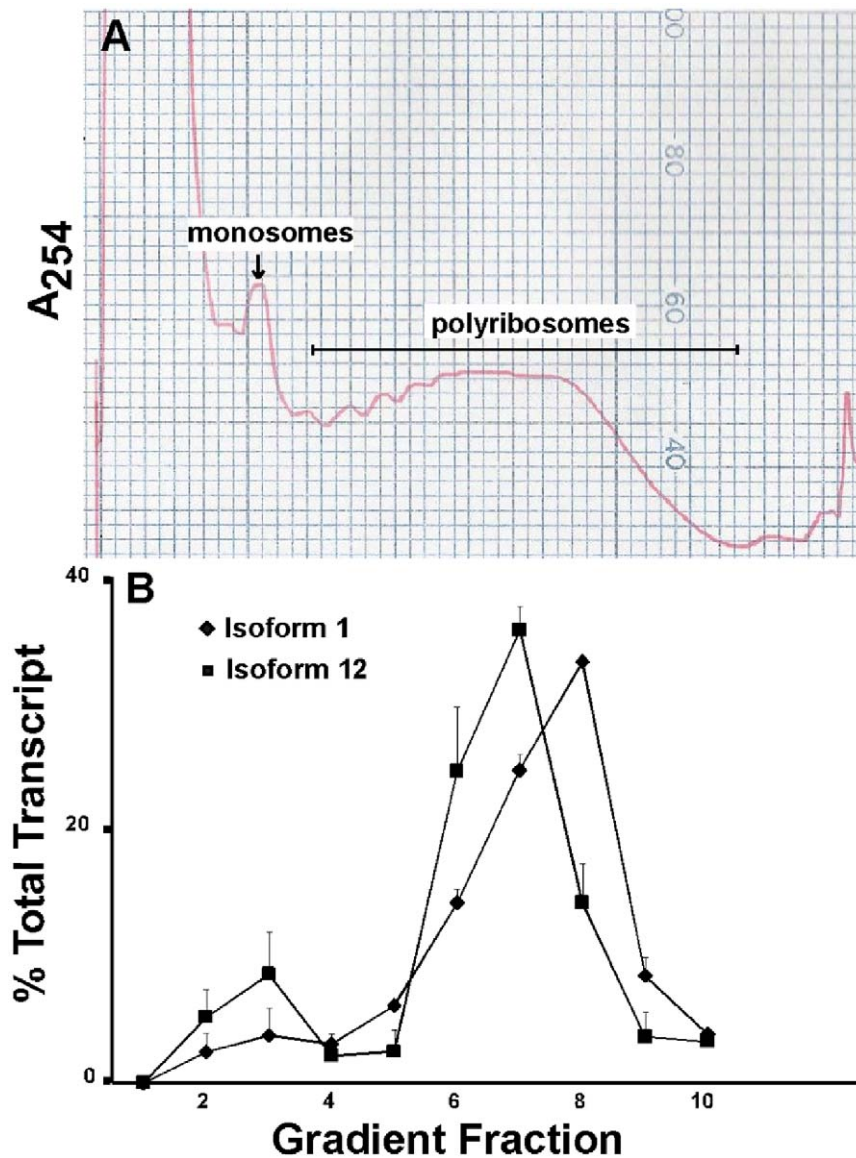 A
00
80
60
40
A254
monosomes
polyribosomes
B
40
20
0
% Total Transcript
Isoform 1
Isoform 12
2 4 6 8 10
Gradient Fraction